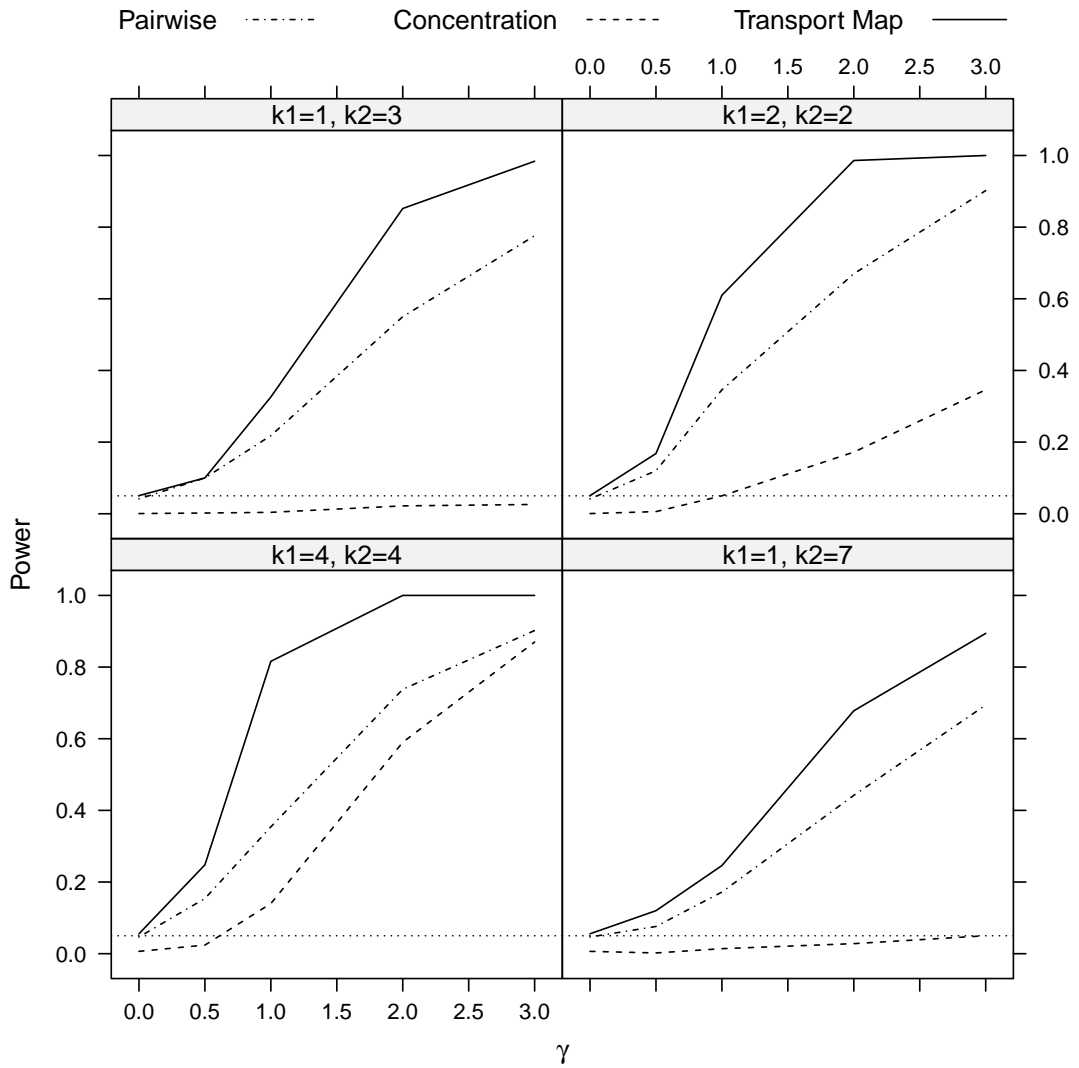 Pairwise Concentration Transport Map
0.0 0.5 1.0 1.5 2.0 2.5 3.0
k1=1, k2=3 k1=2, k2=2
1.0
0.8
0.6
0.4
0.2
0.0
Power
k1=4, k2=4 k1=1, k2=7
1.0
0.8
0.6
0.4
0.2
0.0
0.0 0.5 1.0 1.5 2.0 2.5 3.0
γ